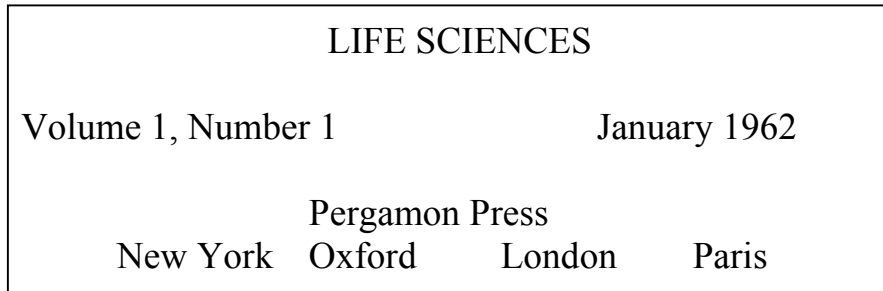 LIFE SCIENCES
Volume 1, Number 1 January 1962
Pergamon Press
New York Oxford London Paris